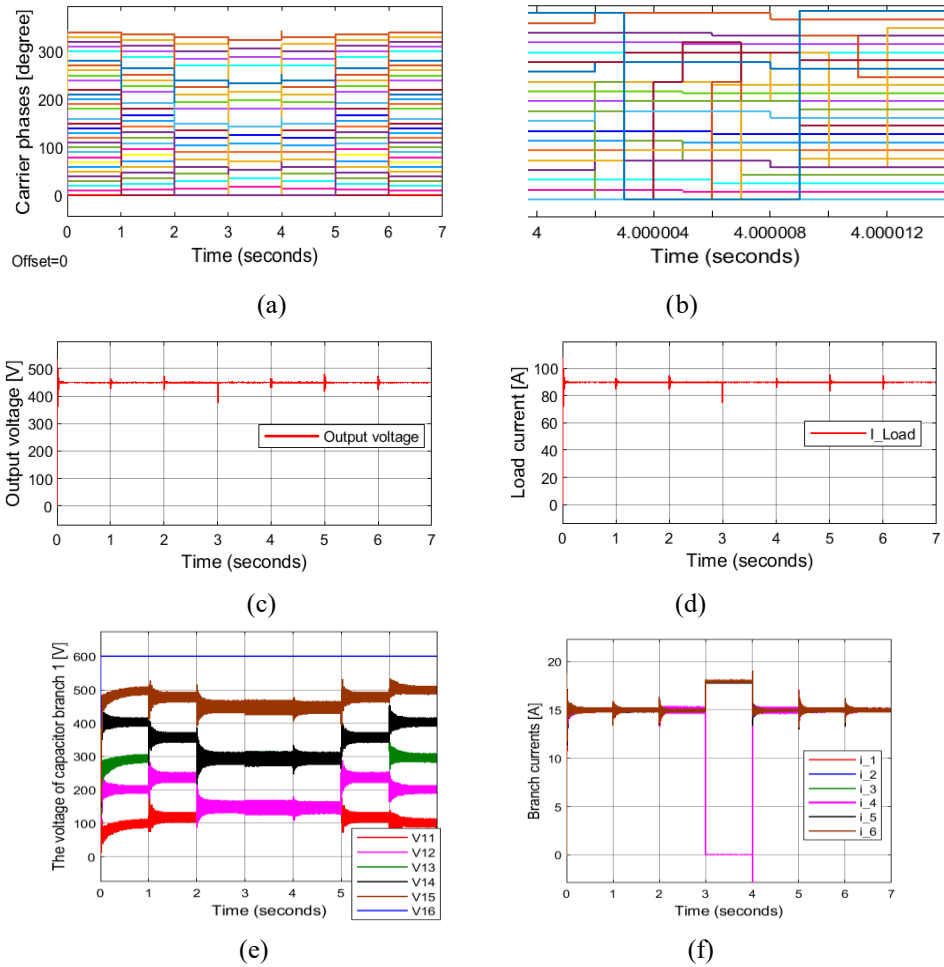 Carrier phases [degree]
300
200
100
0
0 1 2 3 4 5 6 7
Time (seconds)
Offset=0
(a)
4 4.000004 4.000008 4.000012
Time (seconds)
(b)
Output voltage [V]
500
400
300
200
100
0
Output voltage
0 1 2 3 4 5 6 7
Time (seconds)
(c)
Load current [A]
100
80
60
40
20
0
I_Load
0 1 2 3 4 5 6 7
Time (seconds)
(d)
The voltage of capacitor branch 1 [V]
600
500
400
300
200
100
0
V11
V12
V13
V14
V15
V16
0 1 2 3 4 5
Time (seconds)
(e)
Branch currents [A]
20
15
10
5
0
i_1
i_2
i_3
i_4
i_5
i_6
0 1 2 3 4 5 6 7
Time (seconds)
(f)